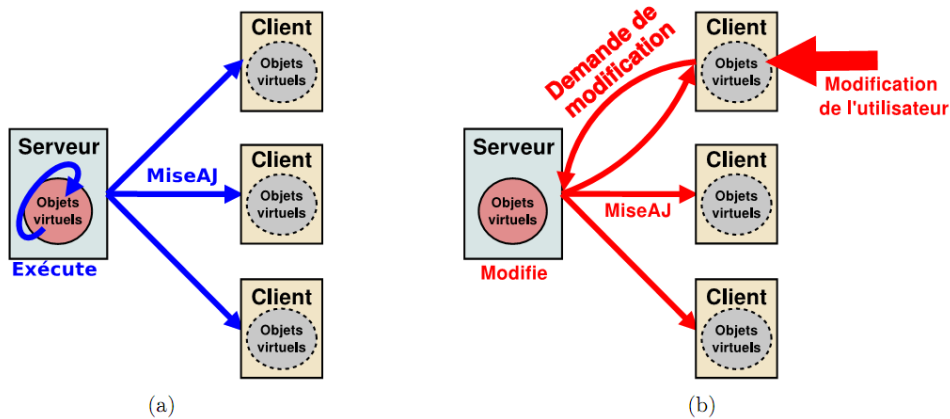 Client
Objets
virtuels
Serveur
Objets
virtuels
Exécute
MiseAJ
Client
Objets
virtuels
Client
Objets
virtuels
(a)
Client
Objets
virtuels
Demande de
modification
Modification
de l'utilisateur
Serveur
Objets
virtuels
Modifie
MiseAJ
Client
Objets
virtuels
Client
Objets
virtuels
(b)